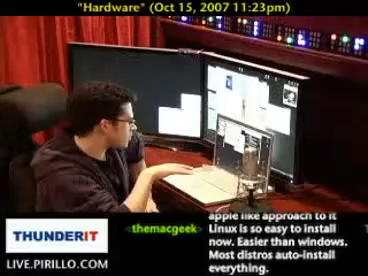 "Hardware" (Oct 15, 2007 11:23pm)
THUNDERIT
LIVE.PIRILLO.COM
<themacgeek>
apple like approach to it
Linux is so easy to install
now. Easier than windows.
Most distros auto-install
everything.